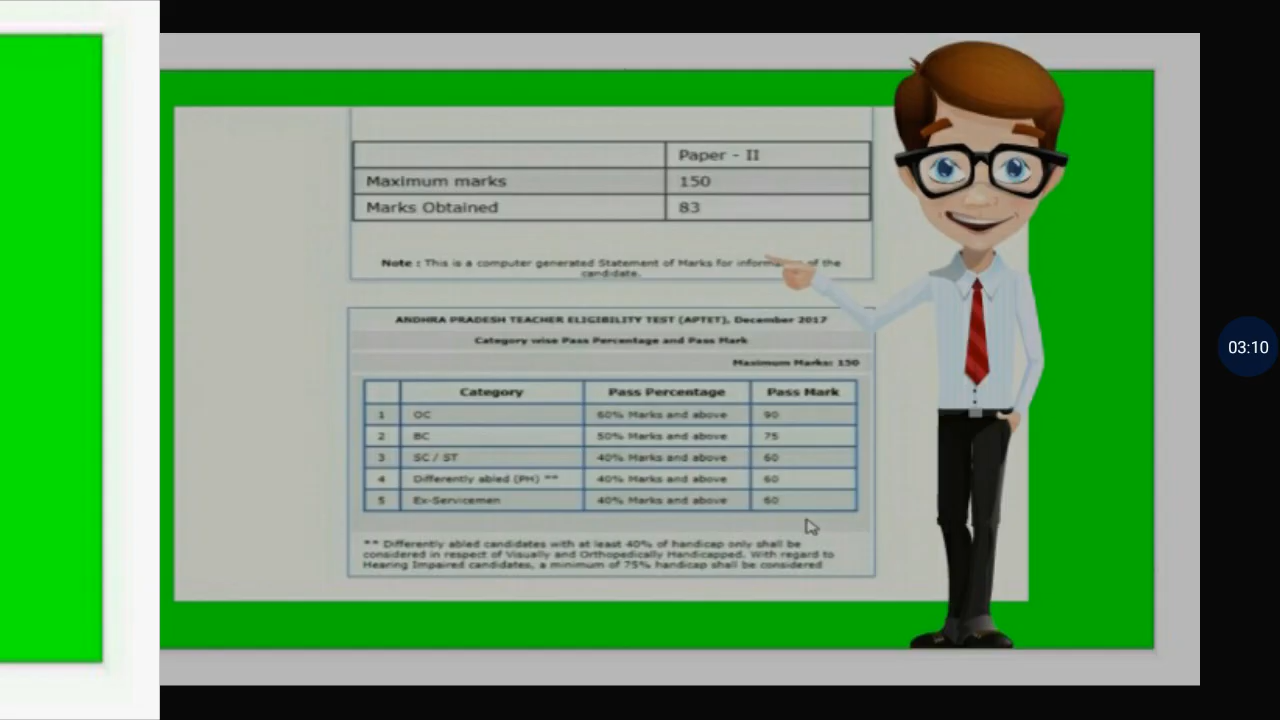 Paper - II
Maximum marks 150
Marks Obtained 83
Note : This is a computer generated Statement of Marks for of the
candidate.
ANDHRA PRADESH TEACHER ELIGIBILITY TEST (APTET), December 2017
Category wise Pass Percentage and Pass Mark
Maximum Marks: 150
Category Pass Percentage Pass Mark
1 OC 60% Marks and above 90
2 BC 50% Marks and above 75
3 SC / ST 40% Marks and above 60
4 Differently abled (PH) ** 40% Marks and above 60
5 Ex-Servicemen 40% Marks and above 60
** Differently abled candidates with at least 40% of handicap only shall be
considered in respect of Visually and Orthopedically Handicapped. With regard to
Hearing Impaired candidates, a minimum of 75% handicap shall be considered
03:10